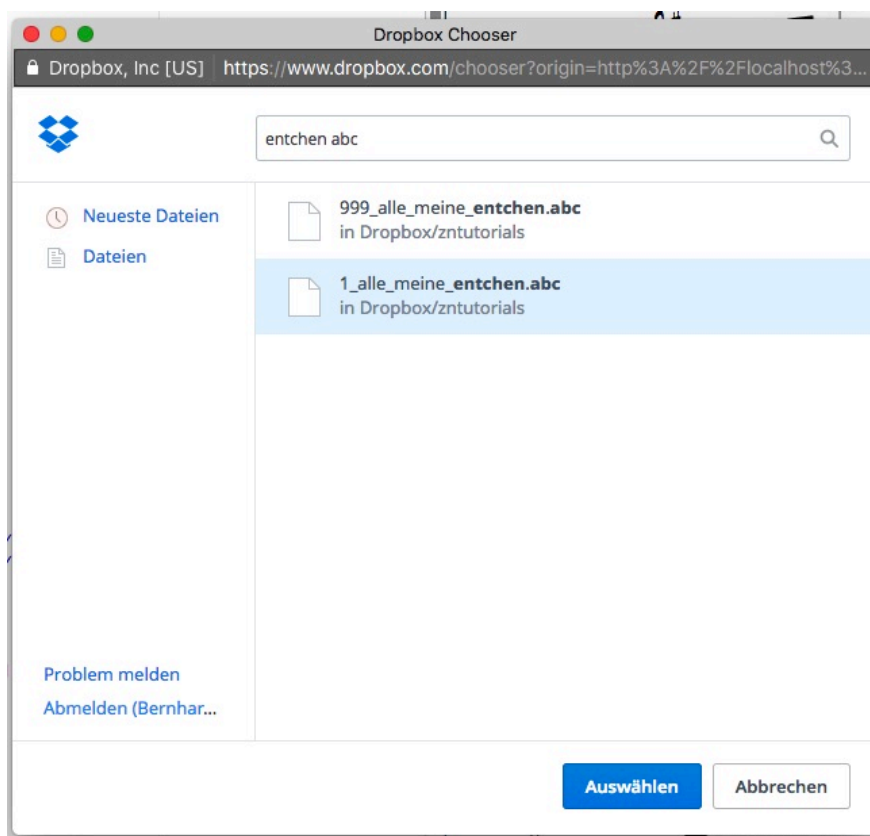 Dropbox Chooser
Dropbox, Inc [US] https://www.dropbox.com/chooser?origin=http%3A%2F%2Flocalhost%3...
entchen abc
Neueste Dateien
Dateien
999_alle_meine_entchen.abc
in Dropbox/zntutorials
1_alle_meine_entchen.abc
in Dropbox/zntutorials
Problem melden
Abmelden (Bernhar...
Auswählen Abbrechen